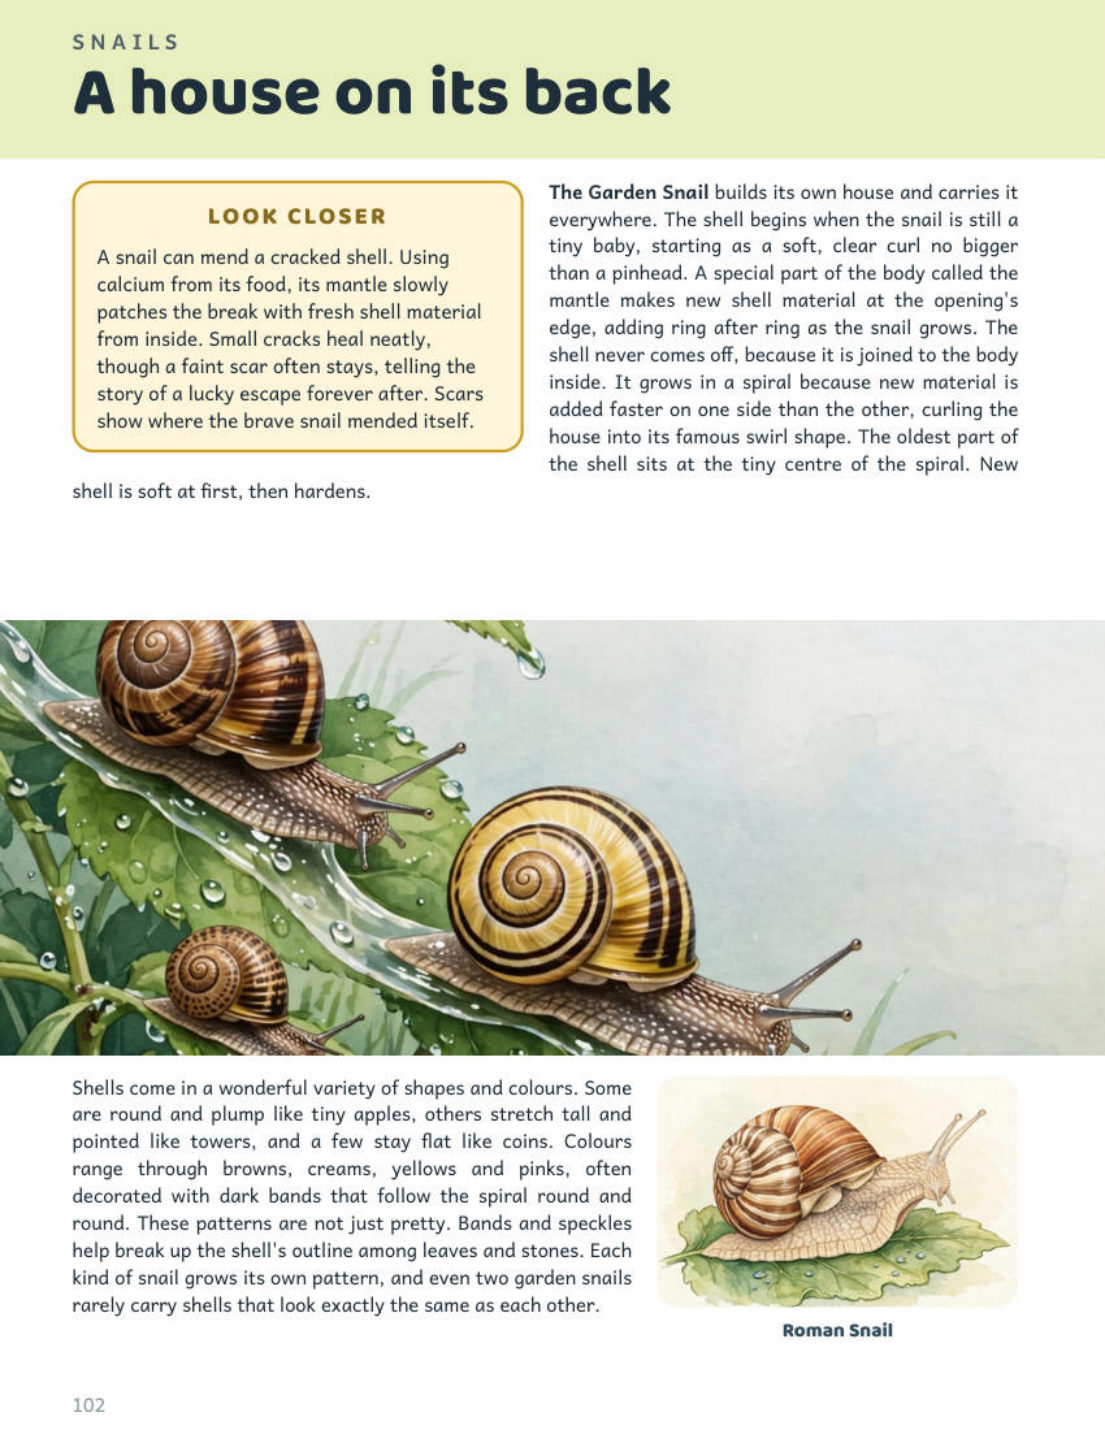 SNAILS
A house on its back
LOOK CLOSER
A snail can mend a cracked shell. Using
calcium from its food, its mantle slowly
patches the break with fresh shell material
from inside. Small cracks heal neatly,
though a faint scar often stays, telling the
story of a lucky escape forever after. Scars
show where the brave snail mended itself.
The Garden Snail builds its own house and carries it
everywhere. The shell begins when the snail is still a
tiny baby, starting as a soft, clear curl no bigger
than a pinhead. A special part of the body called the
mantle makes new shell material at the opening's
edge, adding ring after ring as the snail grows. The
shell never comes off, because it is joined to the body
inside. It grows in a spiral because new material is
added faster on one side than the other, curling the
house into its famous swirl shape. The oldest part of
the shell sits at the tiny centre of the spiral. New
shell is soft at first, then hardens.
Shells come in a wonderful variety of shapes and colours. Some
are round and plump like tiny apples, others stretch tall and
pointed like towers, and a few stay flat like coins. Colours
range through browns, creams, yellows and pinks, often
decorated with dark bands that follow the spiral round and
round. These patterns are not just pretty. Bands and speckles
help break up the shell's outline among leaves and stones. Each
kind of snail grows its own pattern, and even two garden snails
rarely carry shells that look exactly the same as each other.
Roman Snail
102